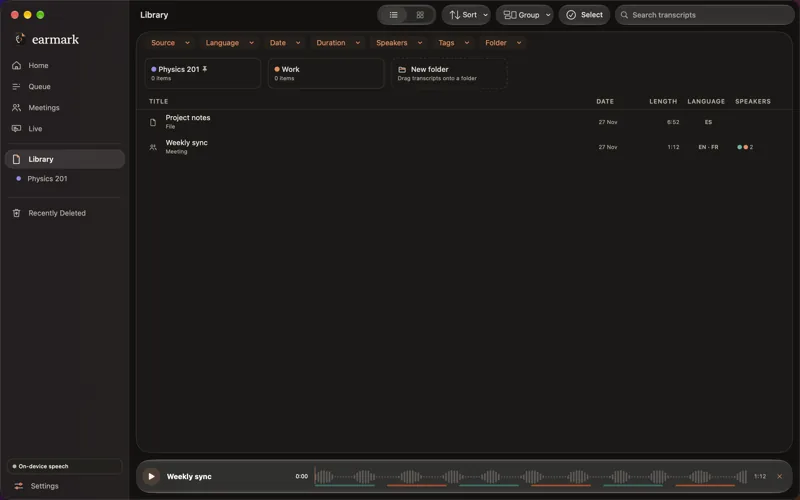 Library
Sort
Group
Select
Search transcripts
earmark
Home
Queue
Meetings
Live
Library
Physics 201
Recently Deleted
On-device speech
Settings
Source
Language
Date
Duration
Speakers
Tags
Folder
Physics 201
0 items
Work
0 items
New folder
Drag transcripts onto a folder
TITLE DATE LENGTH LANGUAGE SPEAKERS
Project notes
File
27 Nov 6:52 ES
Weekly sync
Meeting
27 Nov 1:12 EN · FR 2
Weekly sync 0:00 1:12